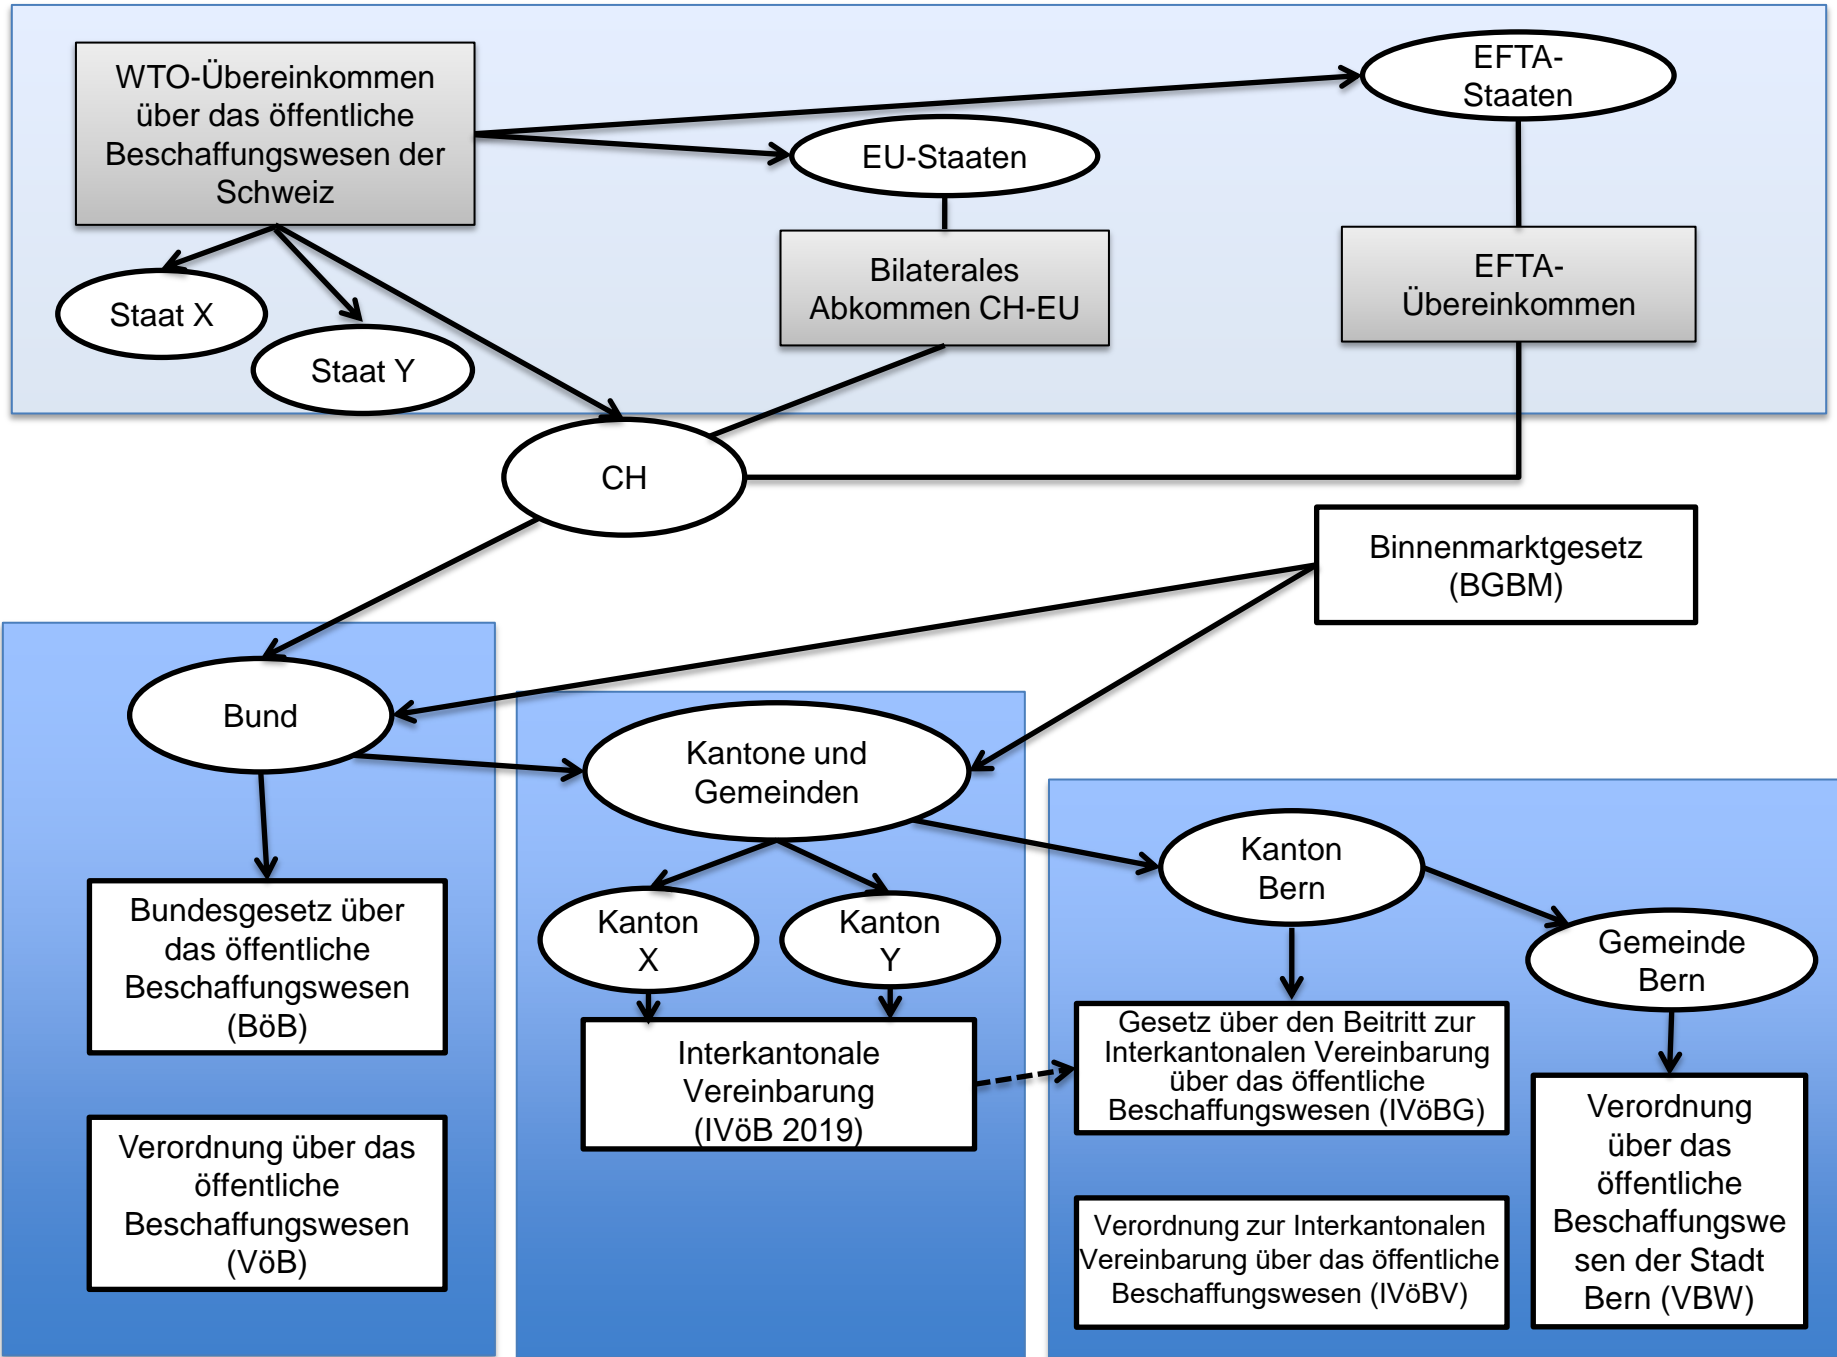 WTO-Übereinkommen
über das öffentliche
Beschaffungswesen der
Schweiz
EFTA-
Staaten
EU-Staaten
Staat X
Staat Y
Bilaterales
Abkommen CH-EU
EFTA-
Übereinkommen
CH
Binnenmarktgesetz
(BGBM)
Bund
Bundesgesetz über
das öffentliche
Beschaffungswesen
(BöB)
Verordnung über das
öffentliche
Beschaffungswesen
(VöB)
Kantone und
Gemeinden
Kanton
X
Kanton
Y
Interkantonale
Vereinbarung
(IVöB 2019)
Kanton
Bern
Gemeinde
Bern
Gesetz über den Beitritt zur
Interkantonalen Vereinbarung
über das öffentliche
Beschaffungswesen (IVöBG)
Verordnung zur Interkantonalen
Vereinbarung über das öffentliche
Beschaffungswesen (IVöBV)
Verordnung
über das
öffentliche
Beschaffungswe
sen der Stadt
Bern (VBW)